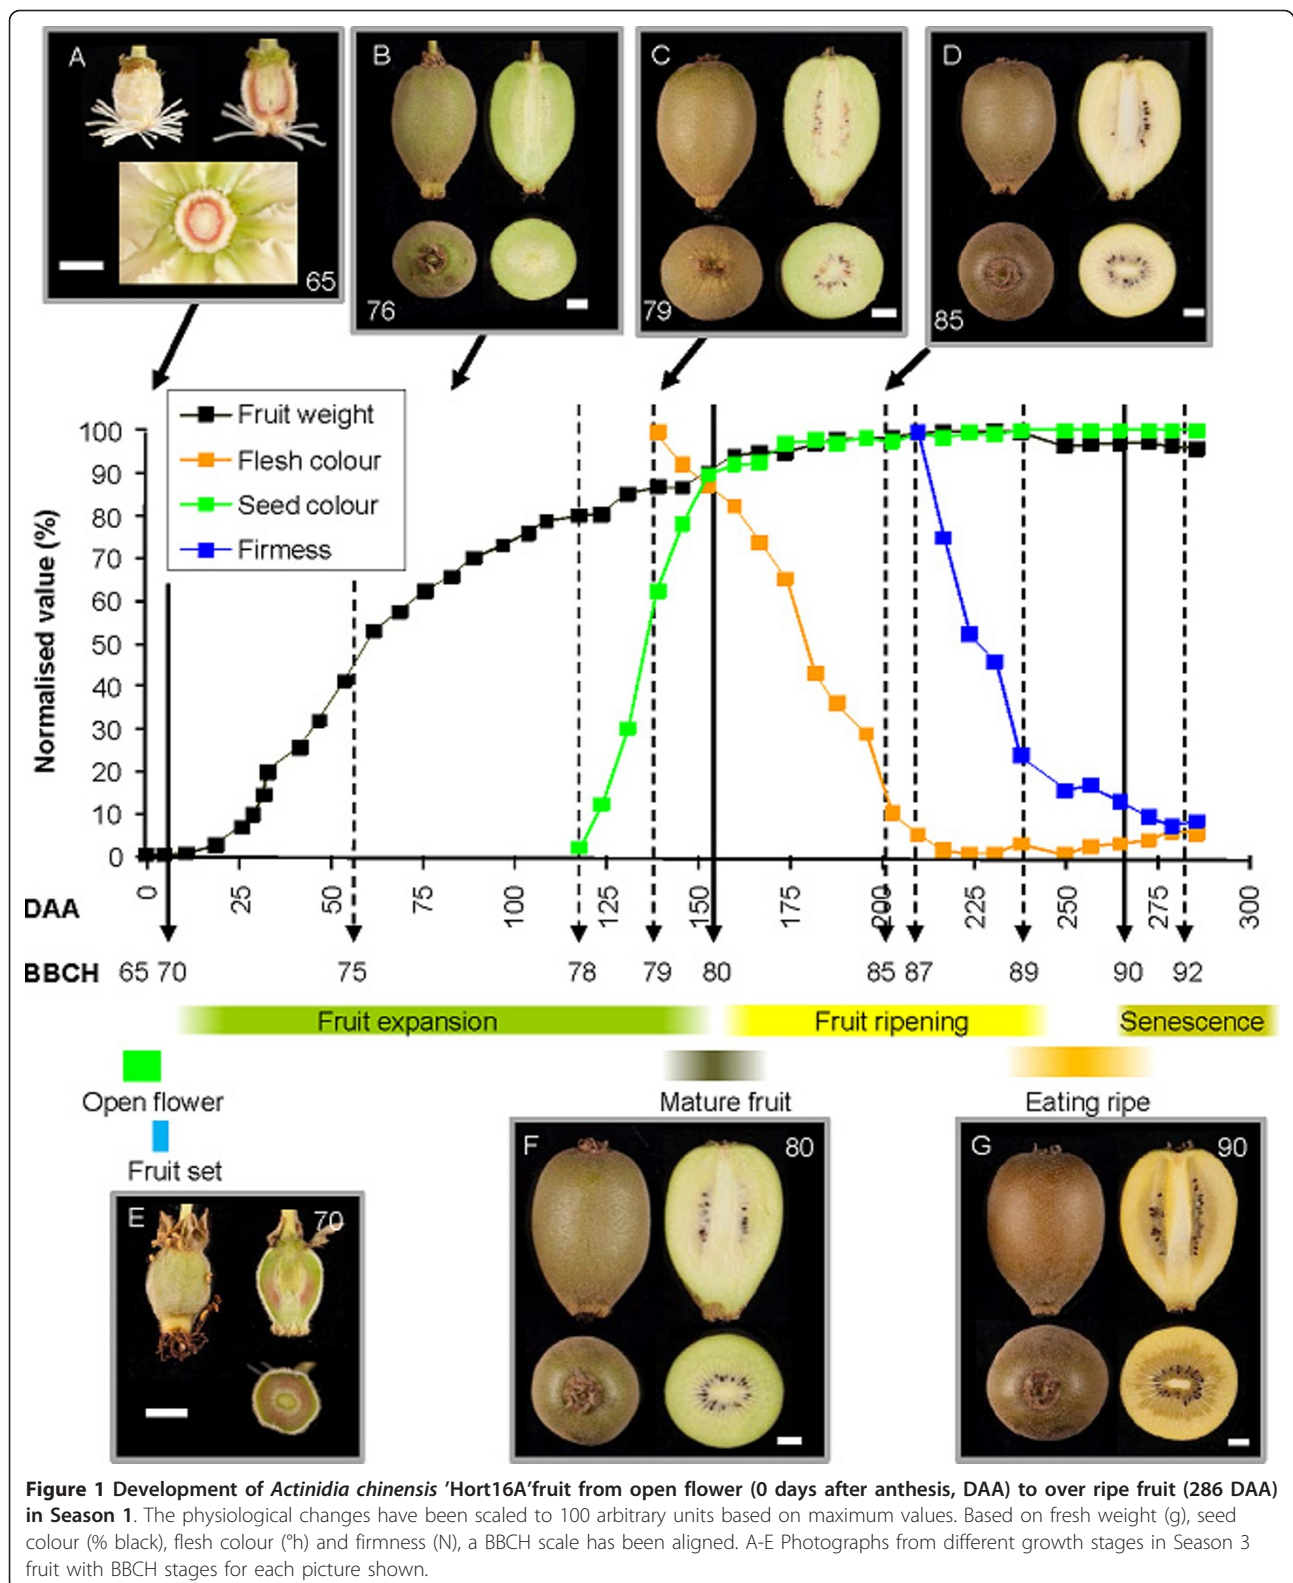 A
65
B
76
C
79
D
85
Fruit weight
Flesh colour
Seed colour
Firmess
Normalised value (%)
100
90
80
70
60
50
40
30
20
10
0
DAA
0
25
50
75
100
125
150
175
200
225
250
275
300
BBCH 65 70 75 78 79 80 85 87 89 90 92
Fruit expansion
Fruit ripening
Senescence
Open flower
Mature fruit
Eating ripe
Fruit set
E
70
F
80
G
90
Figure 1 Development of Actinidia chinensis 'Hort16A'fruit from open flower (0 days after anthesis, DAA) to over ripe fruit (286 DAA)
in Season 1. The physiological changes have been scaled to 100 arbitrary units based on maximum values. Based on fresh weight (g), seed
colour (% black), flesh colour (°h) and firmness (N), a BBCH scale has been aligned. A-E Photographs from different growth stages in Season 3
fruit with BBCH stages for each picture shown.